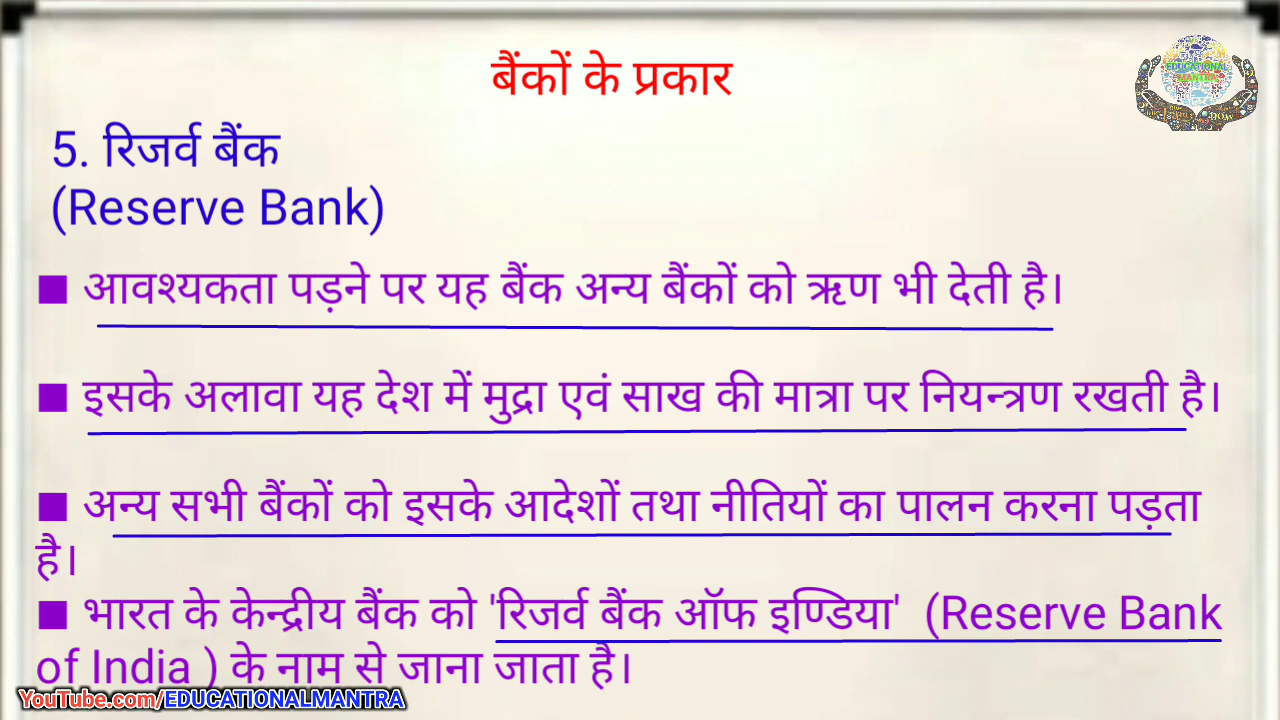 बैंकों के प्रकार
EDUCATIONAL
MANTRA
5. रिजर्व बैंक
(Reserve Bank)
■ आवश्यकता पड़ने पर यह बैंक अन्य बैंकों को ऋण भी देती है।
■ इसके अलावा यह देश में मुद्रा एवं साख की मात्रा पर नियन्त्रण रखती है।
■ अन्य सभी बैंकों को इसके आदेशों तथा नीतियों का पालन करना पड़ता
है।
■ भारत के केन्द्रीय बैंक को 'रिजर्व बैंक ऑफ इण्डिया' (Reserve Bank
of India ) के नाम से जाना जाता है।
YouTube.com/EDUCATIONALMANTRA